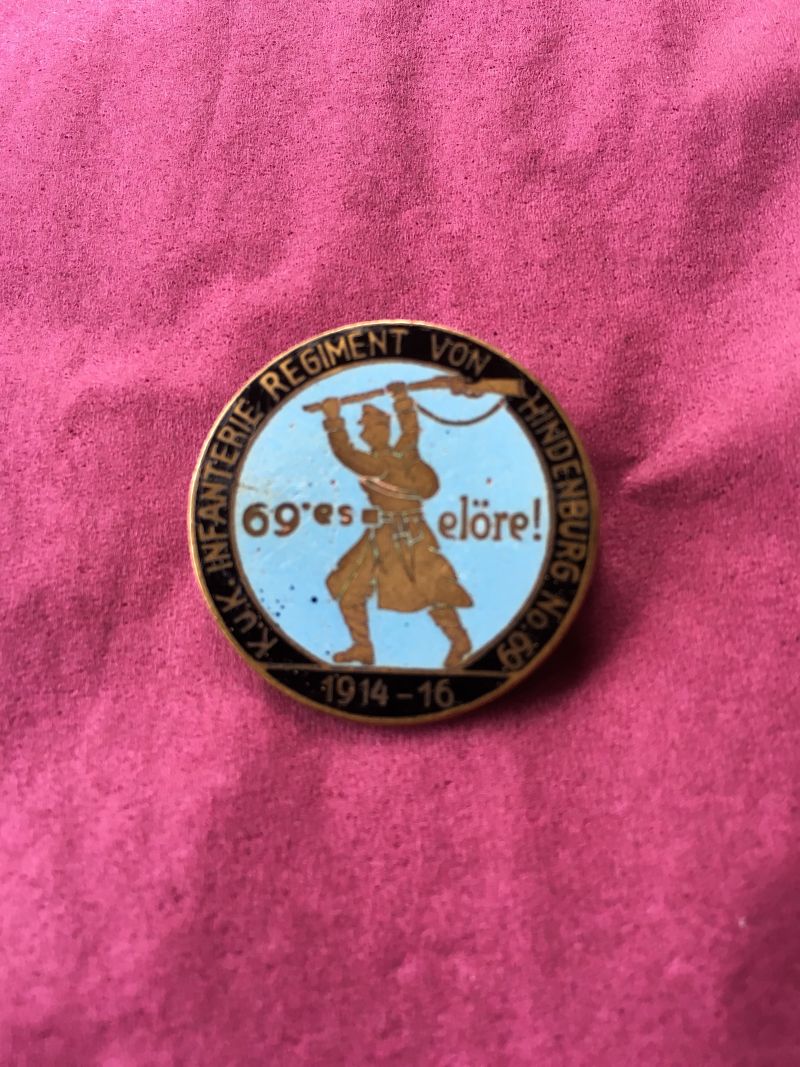 K.U.K. INFANTERIE REGIMENT VON HINDENBURG No. 69
69·es elöre!
1914-16